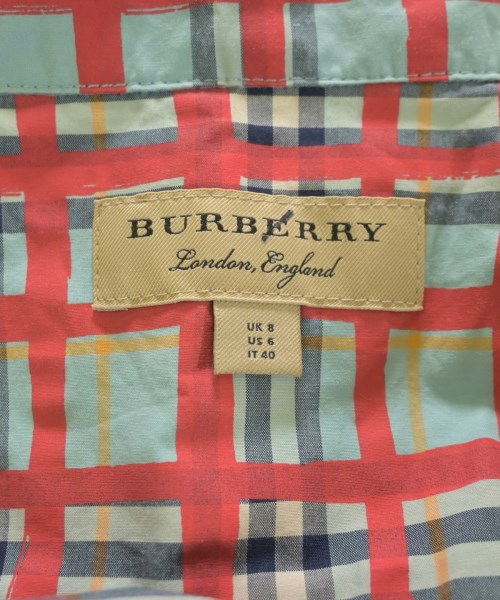 BURBERRY
London, England
UK 8
US 6
IT 40